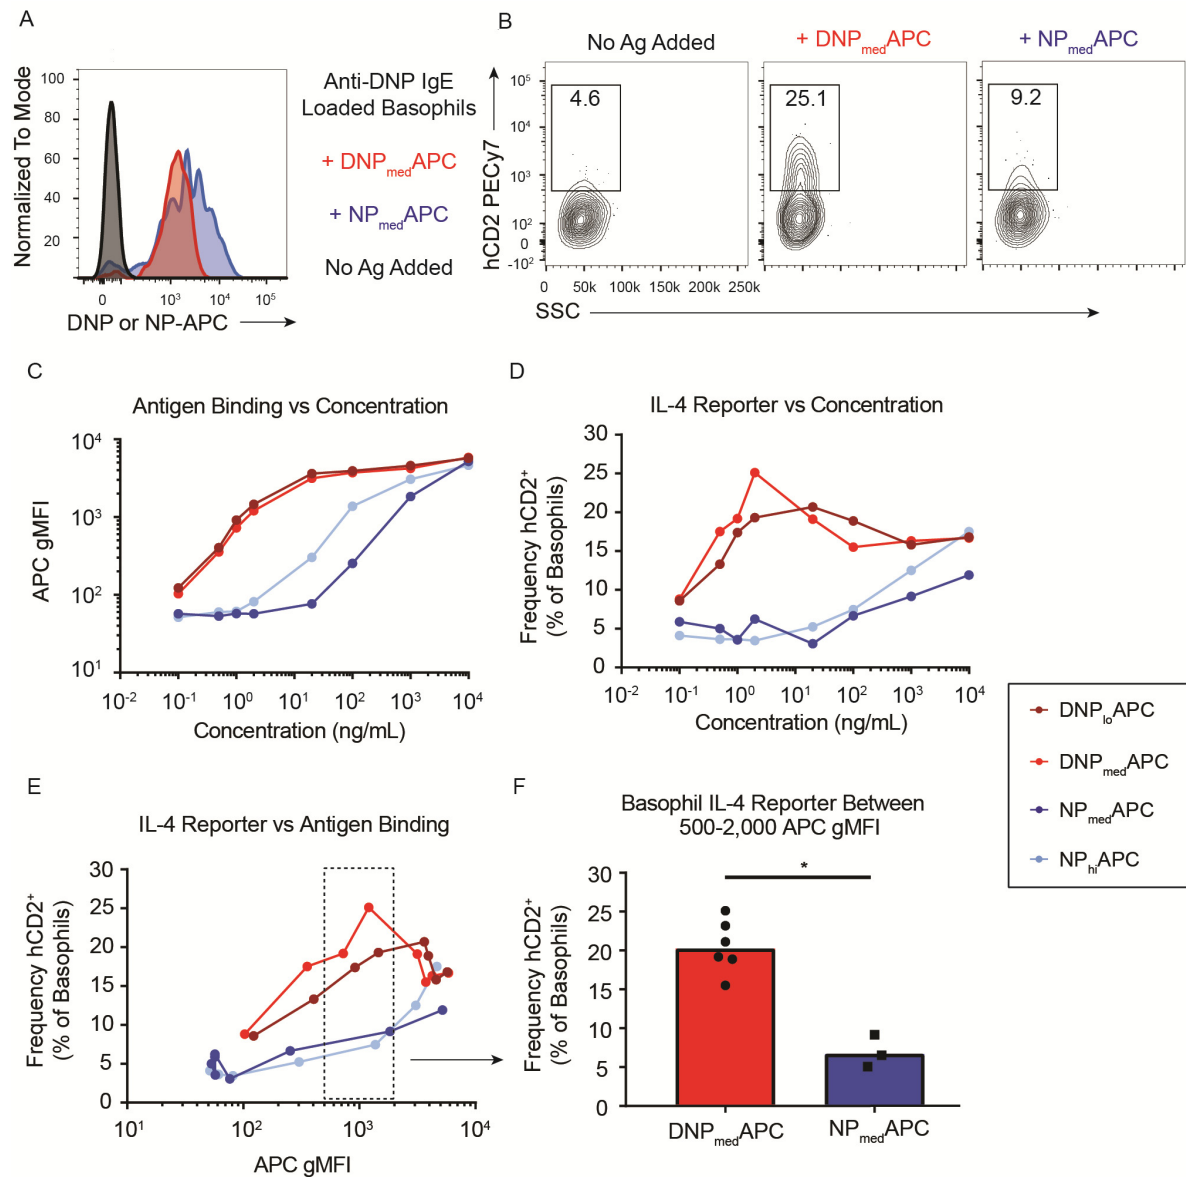 A
Normalized To Mode
100
80
60
40
20
0
10³
10⁴
10⁵
DNP or NP-APC
Anti-DNP IgE
Loaded Basophils
+ DNPmedAPC
+ NPmedAPC
No Ag Added
B
No Ag Added
+ DNPmedAPC
+ NPmedAPC
hCD2 PECy7
10⁵
10⁴
10³
10²
0
-10²
4.6
25.1
9.2
0
50k
100k
150k
200k
250k
SSC
C
Antigen Binding vs Concentration
APC gMFI
10⁴
10³
10²
10¹
10⁻²
10⁻¹
10⁰
10¹
10²
10³
10⁴
Concentration (ng/mL)
D
IL-4 Reporter vs Concentration
Frequency hCD2⁺
(% of Basophils)
30
25
20
15
10
5
0
10⁻²
10⁻¹
10⁰
10¹
10²
10³
10⁴
Concentration (ng/mL)
DNPloAPC
DNPmedAPC
NPmedAPC
NPhiAPC
E
IL-4 Reporter vs Antigen Binding
Frequency hCD2⁺
(% of Basophils)
30
25
20
15
10
5
0
10¹
10²
10³
10⁴
APC gMFI
F
Basophil IL-4 Reporter Between
500-2,000 APC gMFI
Frequency hCD2⁺
(% of Basophils)
30
25
20
15
10
5
0
*
DNPmedAPC
NPmedAPC